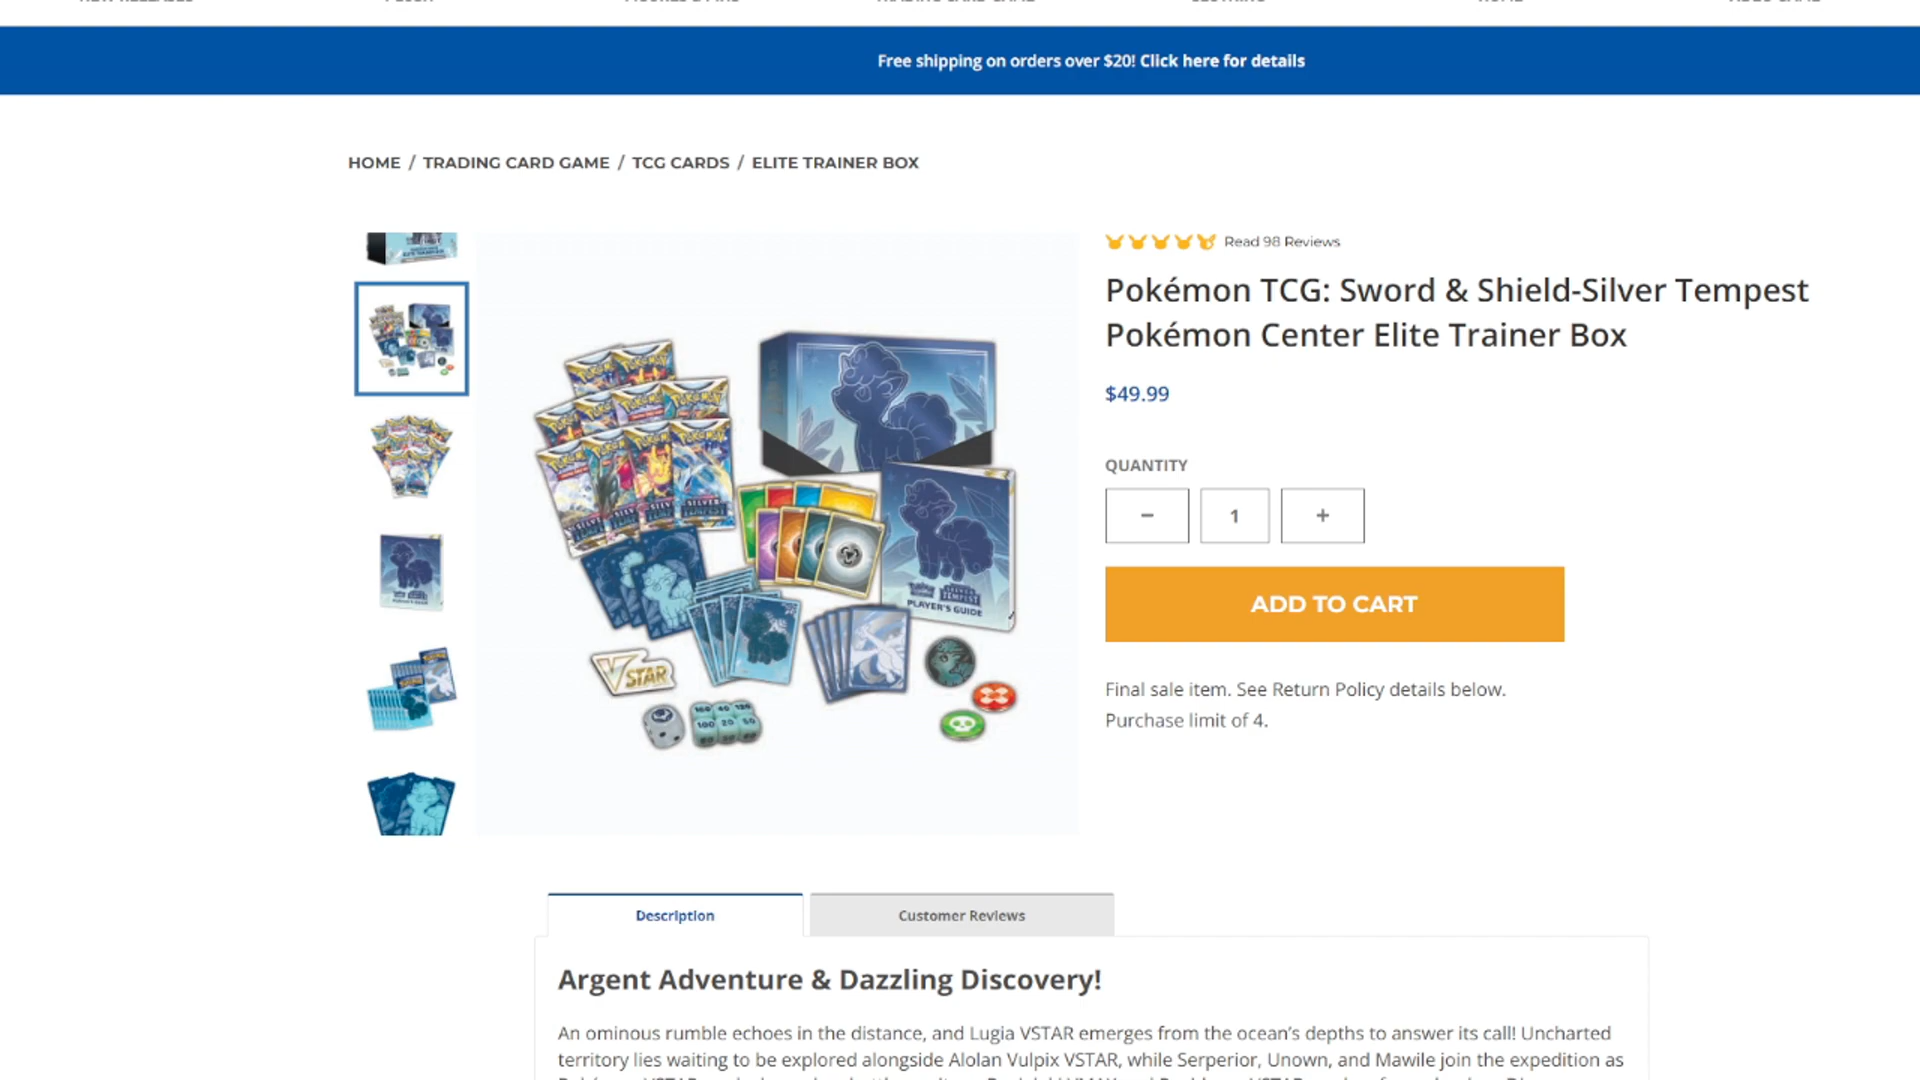 Free shipping on orders over $20! Click here for details
HOME / TRADING CARD GAME / TCG CARDS / ELITE TRAINER BOX
Read 98 Reviews
Pokémon TCG: Sword & Shield-Silver Tempest
Pokémon Center Elite Trainer Box
$49.99
QUANTITY
− 1 +
ADD TO CART
Final sale item. See Return Policy details below.
Purchase limit of 4.
PLAYER'S GUIDE
VSTAR
Description
Customer Reviews
Argent Adventure & Dazzling Discovery!
An ominous rumble echoes in the distance, and Lugia VSTAR emerges from the ocean's depths to answer its call! Uncharted
territory lies waiting to be explored alongside Alolan Vulpix VSTAR, while Serperior, Unown, and Mawile join the expedition as